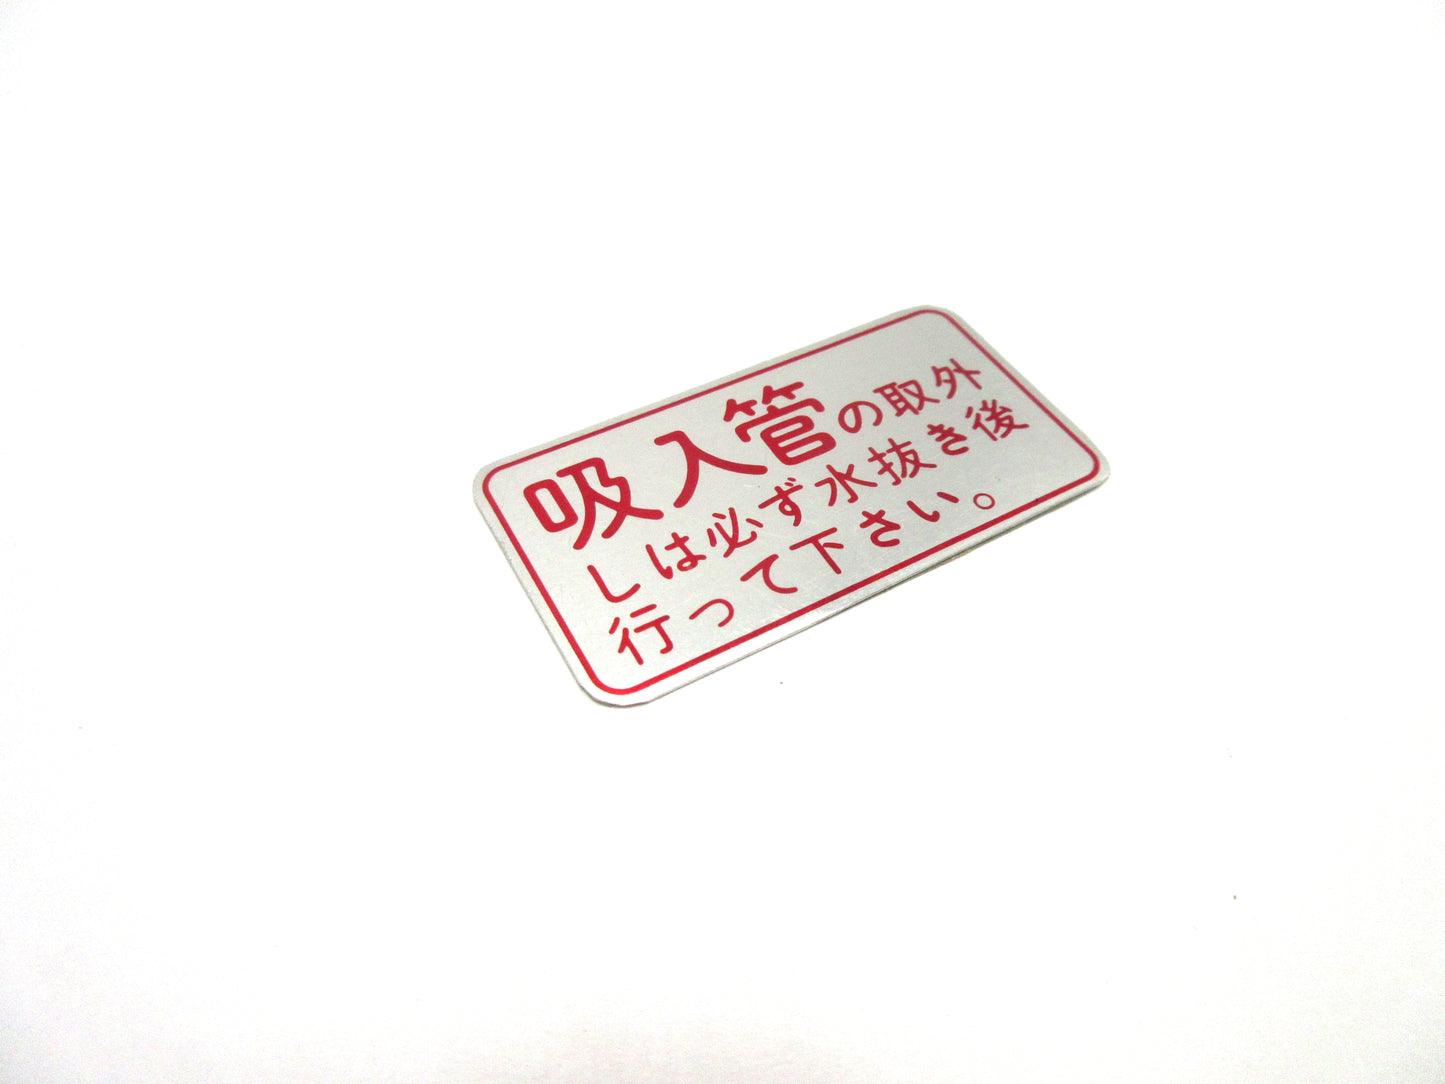 吸入管の取外
しは必ず水抜き後
行って下さい。